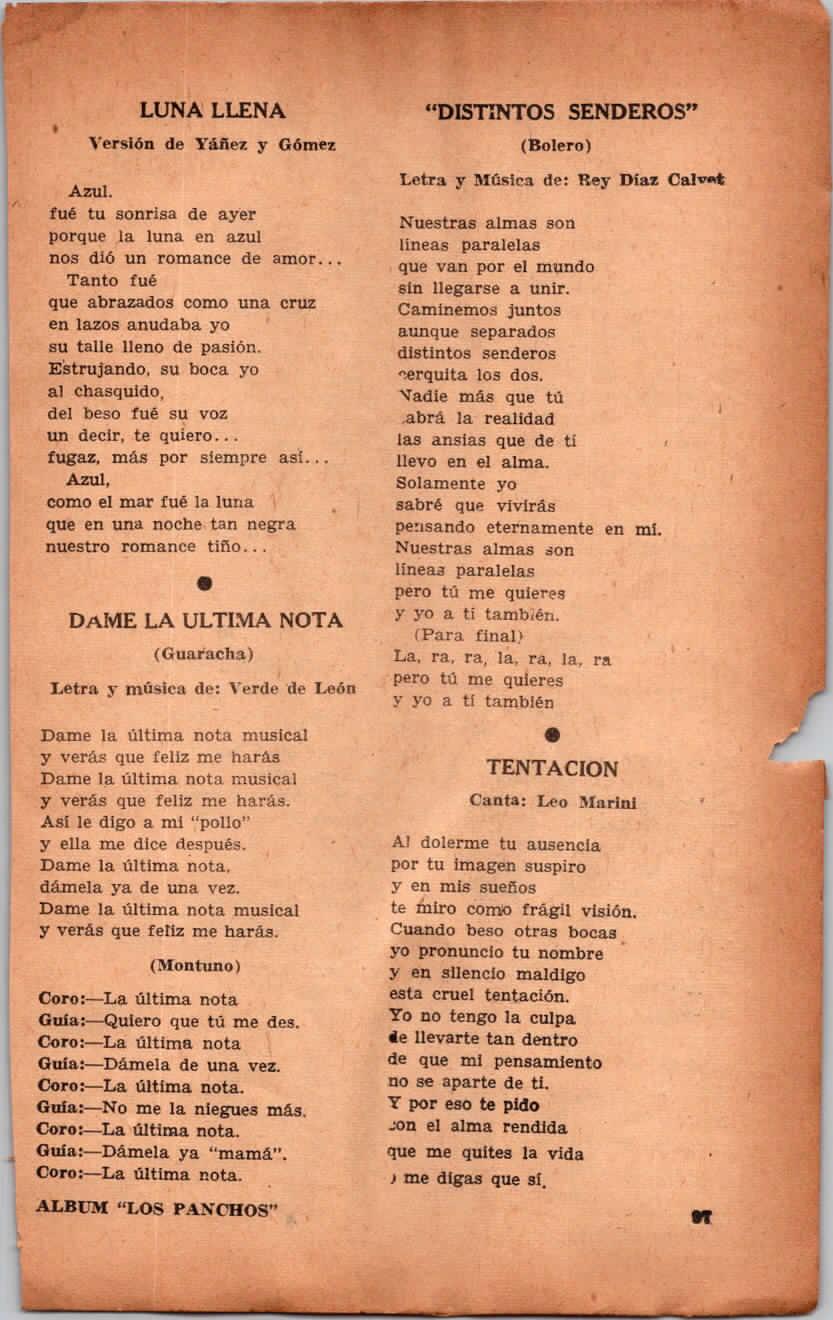 LUNA LLENA
Versión de Yáñez y Gómez
Azul.
fué tu sonrisa de ayer
porque la luna en azul
nos dió un romance de amor...
Tanto fué
que abrazados como una cruz
en lazos anudaba yo
su talle lleno de pasión.
Estrujando, su boca yo
al chasquido,
del beso fué su voz
un decir, te quiero...
fugaz, más por siempre así...
Azul,
como el mar fué la luna
que en una noche tan negra
nuestro romance tiño...
DAME LA ULTIMA NOTA
(Guaracha)
Letra y música de: Verde de León
Dame la última nota musical
y verás que feliz me harás
Dame la última nota musical
y verás que feliz me harás.
Así le digo a mi "pollo"
y ella me dice después.
Dame la última nota,
dámela ya de una vez.
Dame la última nota musical
y verás que feliz me harás.
(Montuno)
Coro:—La última nota
Guía:—Quiero que tú me des.
Coro:—La última nota
Guía:—Dámela de una vez.
Coro:—La última nota.
Guía:—No me la niegues más.
Coro:—La última nota.
Guía:—Dámela ya "mamá".
Coro:—La última nota.
ALBUM "LOS PANCHOS"
"DISTINTOS SENDEROS"
(Bolero)
Letra y Música de: Rey Díaz Calvet
Nuestras almas son
líneas paralelas
que van por el mundo
sin llegarse a unir.
Caminemos juntos
aunque separados
distintos senderos
cerquita los dos.
Nadie más que tú
sabrá la realidad
las ansias que de tí
llevo en el alma.
Solamente yo
sabré que vivirás
pensando eternamente en mí.
Nuestras almas son
líneas paralelas
pero tú me quieres
y yo a tí también.
(Para final)
La, ra, ra, la, ra, la, ra
pero tú me quieres
y yo a tí también
TENTACION
Canta: Leo Marini
Al dolerme tu ausencia
por tu imagen suspiro
y en mis sueños
te miro como frágil visión.
Cuando beso otras bocas
yo pronuncio tu nombre
y en silencio maldigo
esta cruel tentación.
Yo no tengo la culpa
de llevarte tan dentro
de que mi pensamiento
no se aparte de ti.
Y por eso te pido
con el alma rendida
que me quites la vida
o me digas que sí.
97